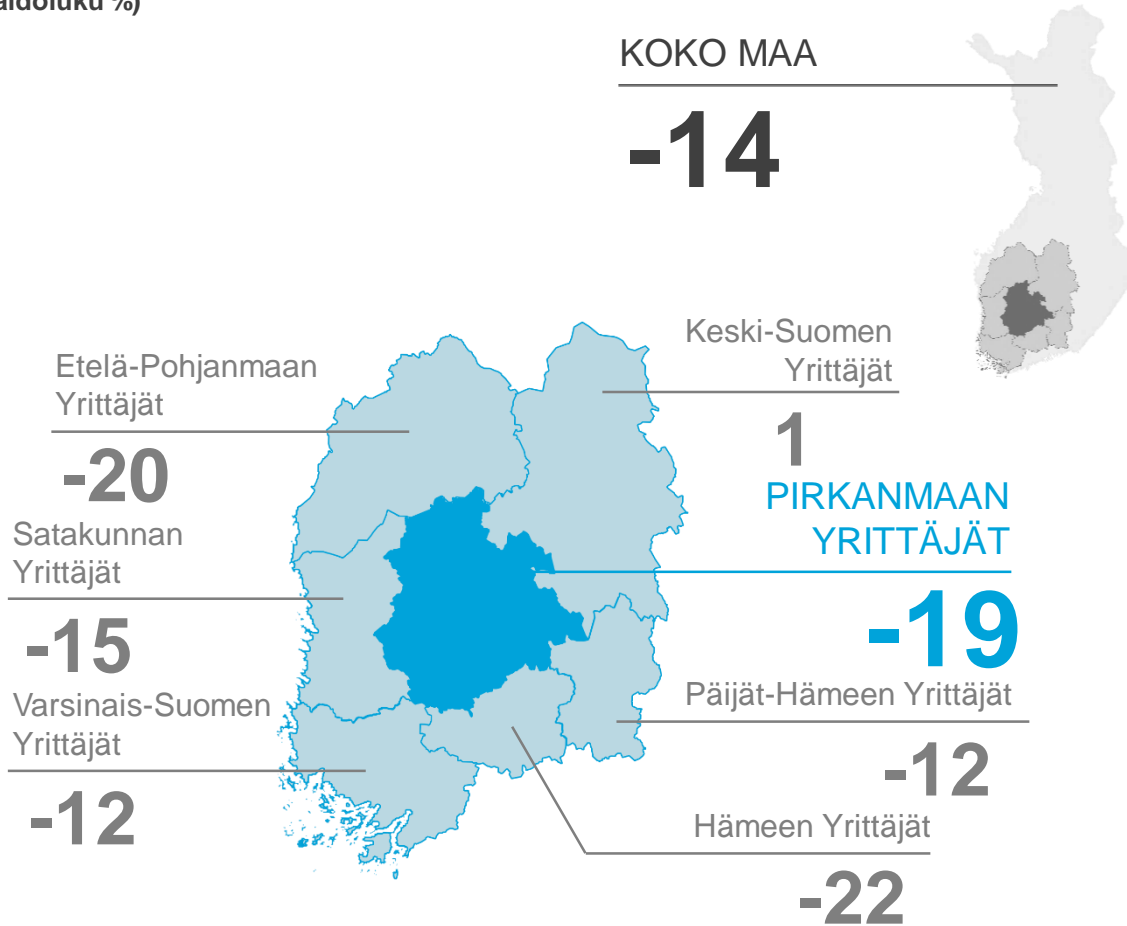 %)
KOKO MAA
-14
Keski-Suomen
Yrittäjät
1
Etelä-Pohjanmaan
Yrittäjät
-20
PIRKANMAAN
YRITTÄJÄT
-19
Satakunnan
Yrittäjät
-15
Päijät-Hämeen Yrittäjät
-12
Varsinais-Suomen
Yrittäjät
-12
Hämeen Yrittäjät
-22